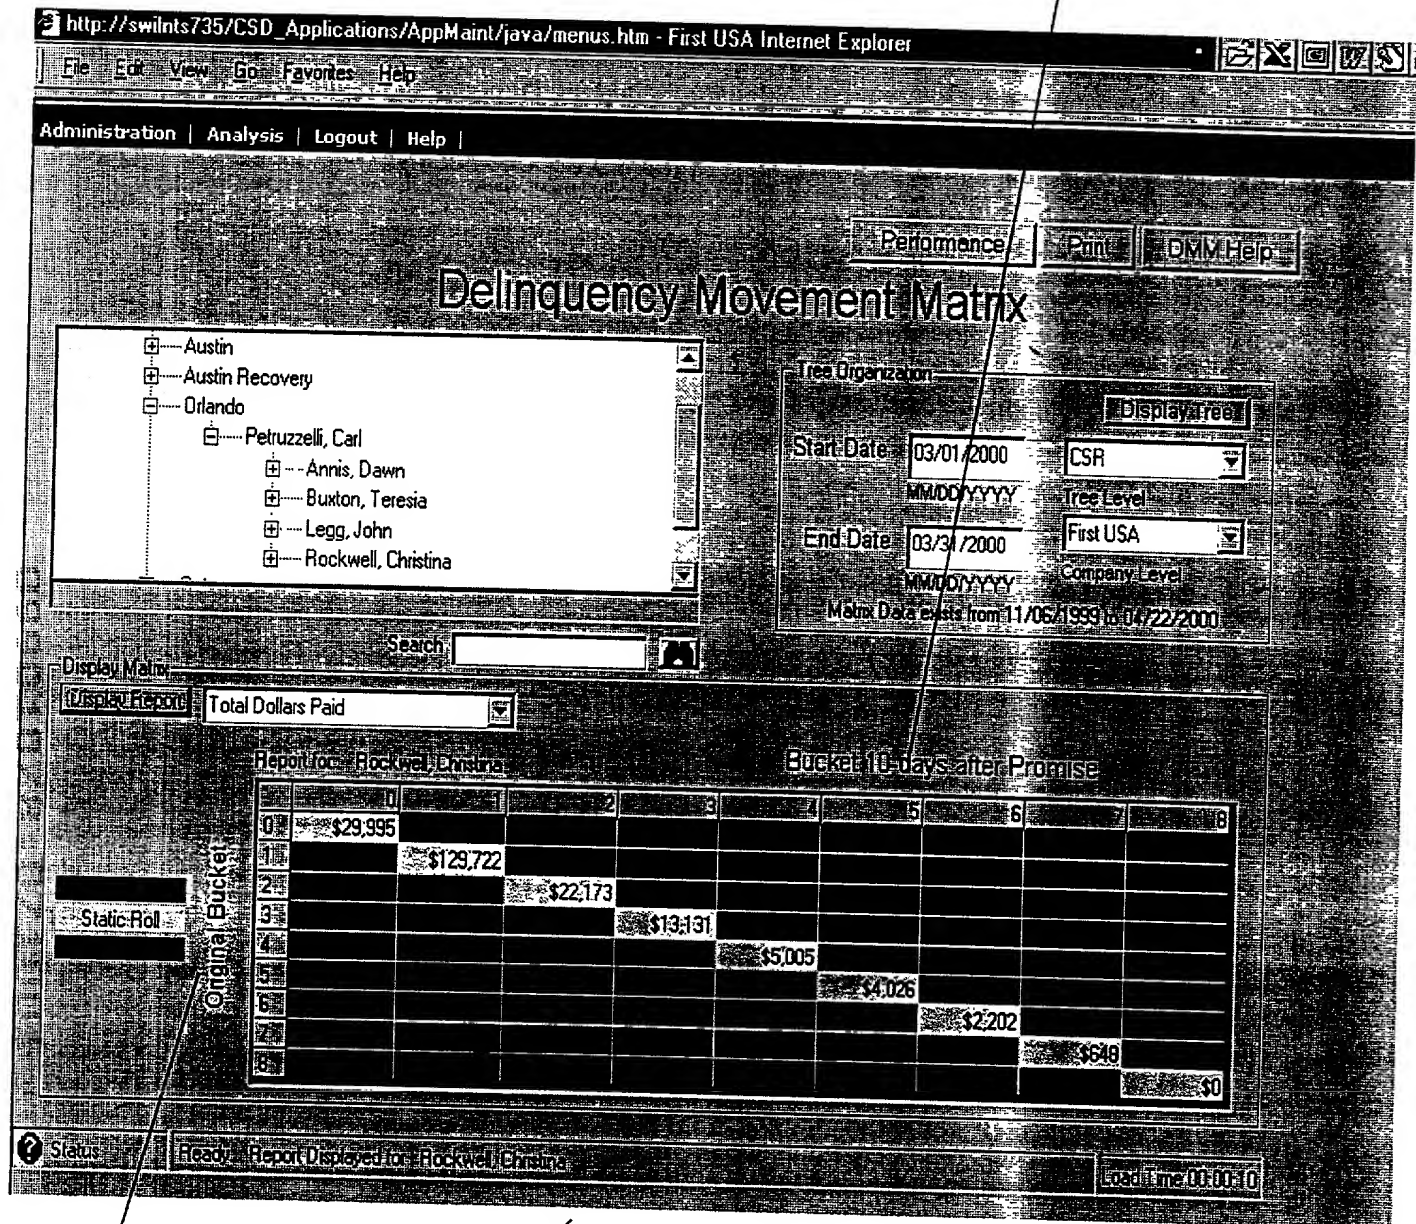 http://swilnts735/CSD_Applications/AppMaint/java/menus.htm - First USA Internet Explorer
File Edit View Go Favorites Help
Administration | Analysis | Logout | Help |
Performance Print DMM Help
Delinquency Movement Matrix
Austin
Austin Recovery
Orlando
Petruzzelli, Carl
Annis, Dawn
Buxton, Teresia
Legg, John
Rockwell, Christina
Tree Organization
Display Tree
Start Date 03/01/2000 CSR
MM/DD/YYYY Tree Level
End Date 03/31/2000 First USA
MM/DD/YYYY Company Level
Matrix Data exists from 11/06/1999 to 04/22/2000
Search
Display Matrix
Display Report Total Dollars Paid
Report for: Rockwell, Christina Bucket 10 days after Promise
0 1 2 3 4 5 6 7 8
0 $29,995
1 $129,722
2 $22,173
3 $13,131
4 $5,005
5 $4,026
6 $2,202
7 $648
8 $0
Original Bucket
Static Roll
Status Ready - Report Displayed for: Rockwell, Christina Load Time 00:00:10